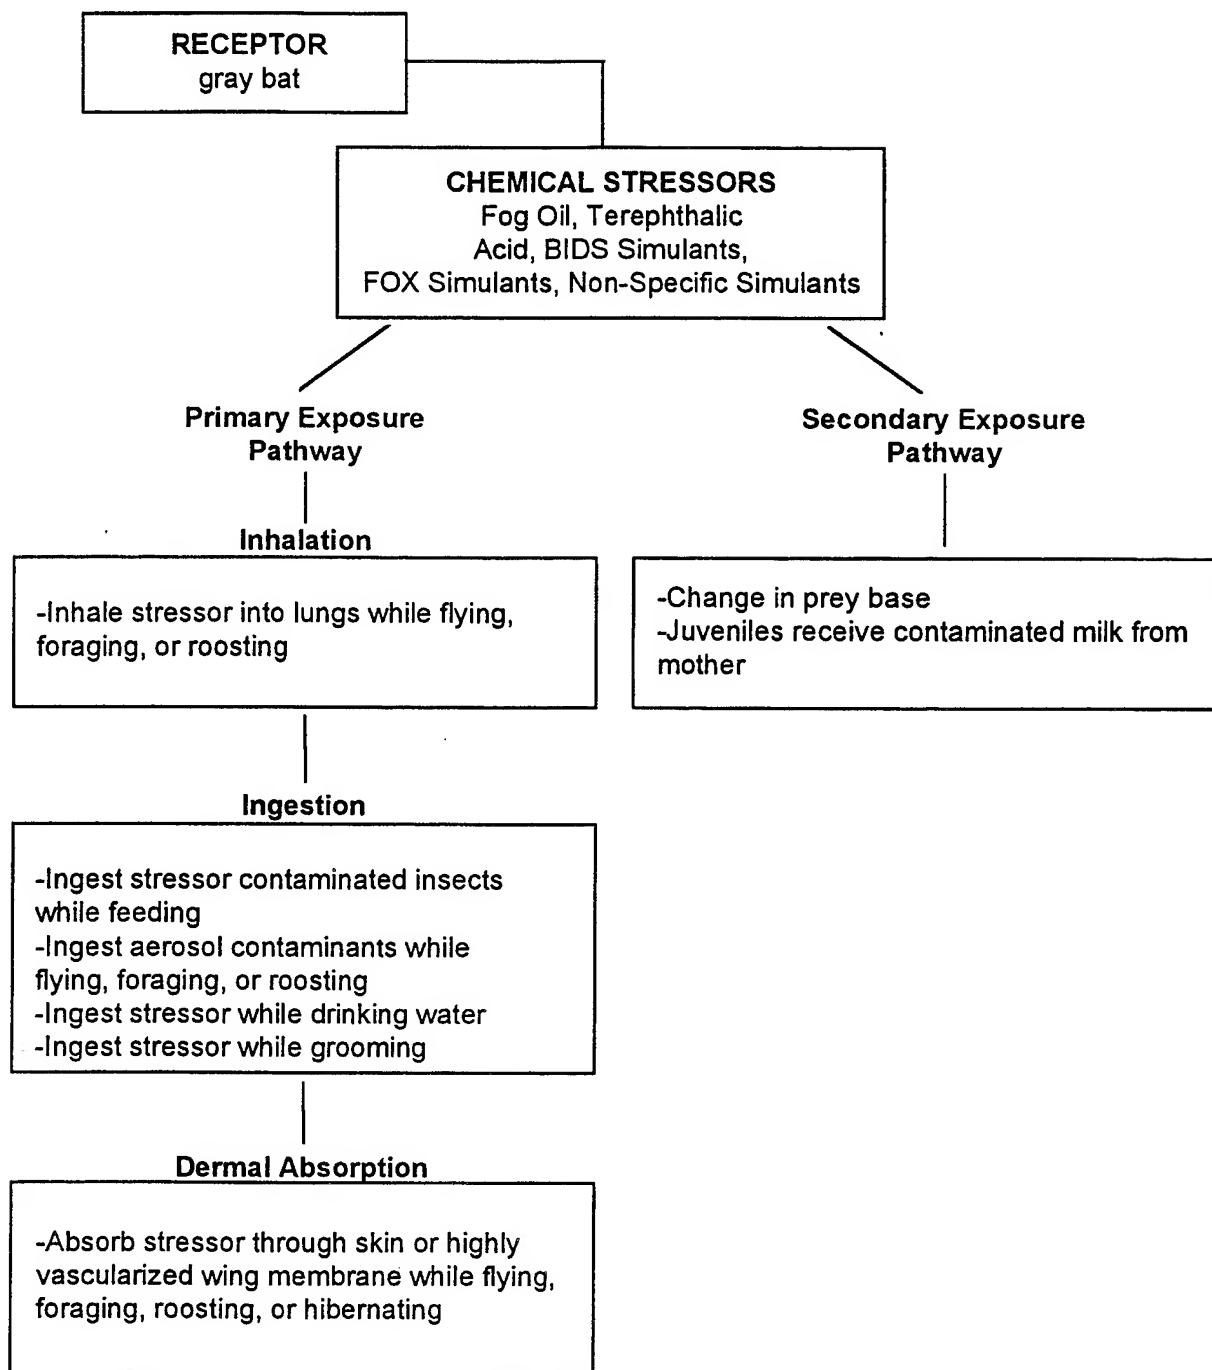 RECEPTOR
gray bat
CHEMICAL STRESSORS
Fog Oil, Terephthalic
Acid, BIDS Simulants,
FOX Simulants, Non-Specific Simulants
Primary Exposure
Pathway
Secondary Exposure
Pathway
Inhalation
-Inhale stressor into lungs while flying,
foraging, or roosting
-Change in prey base
-Juveniles receive contaminated milk from
mother
Ingestion
-Ingest stressor contaminated insects
while feeding
-Ingest aerosol contaminants while
flying, foraging, or roosting
-Ingest stressor while drinking water
-Ingest stressor while grooming
Dermal Absorption
-Absorb stressor through skin or highly
vascularized wing membrane while flying,
foraging, roosting, or hibernating